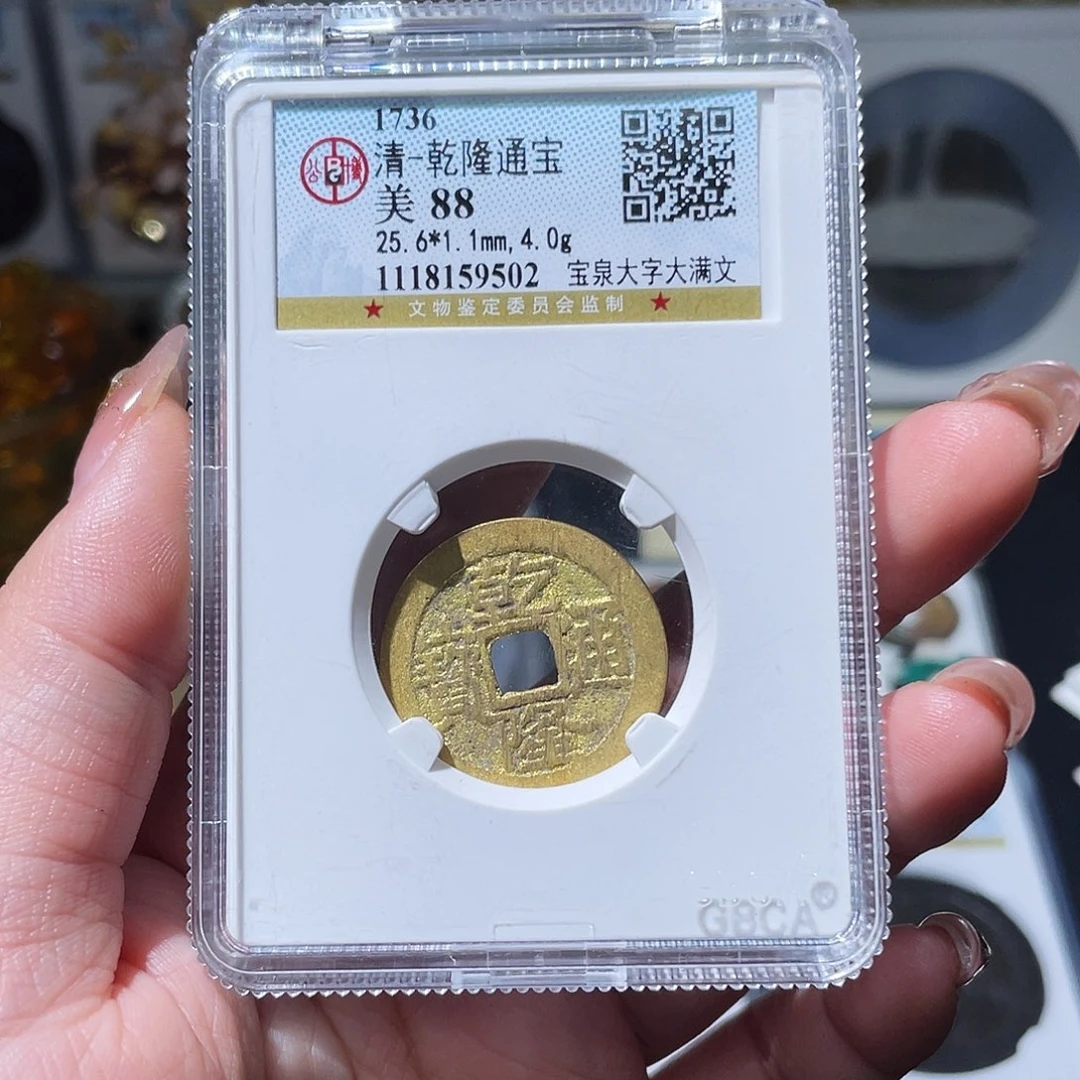 1736
清-乾隆通宝
美 88
25.6*1.1mm,4.0g
1118159502 宝泉大字大满文
★ 文物鉴定委员会监制 ★
乾隆通寶
GBCA